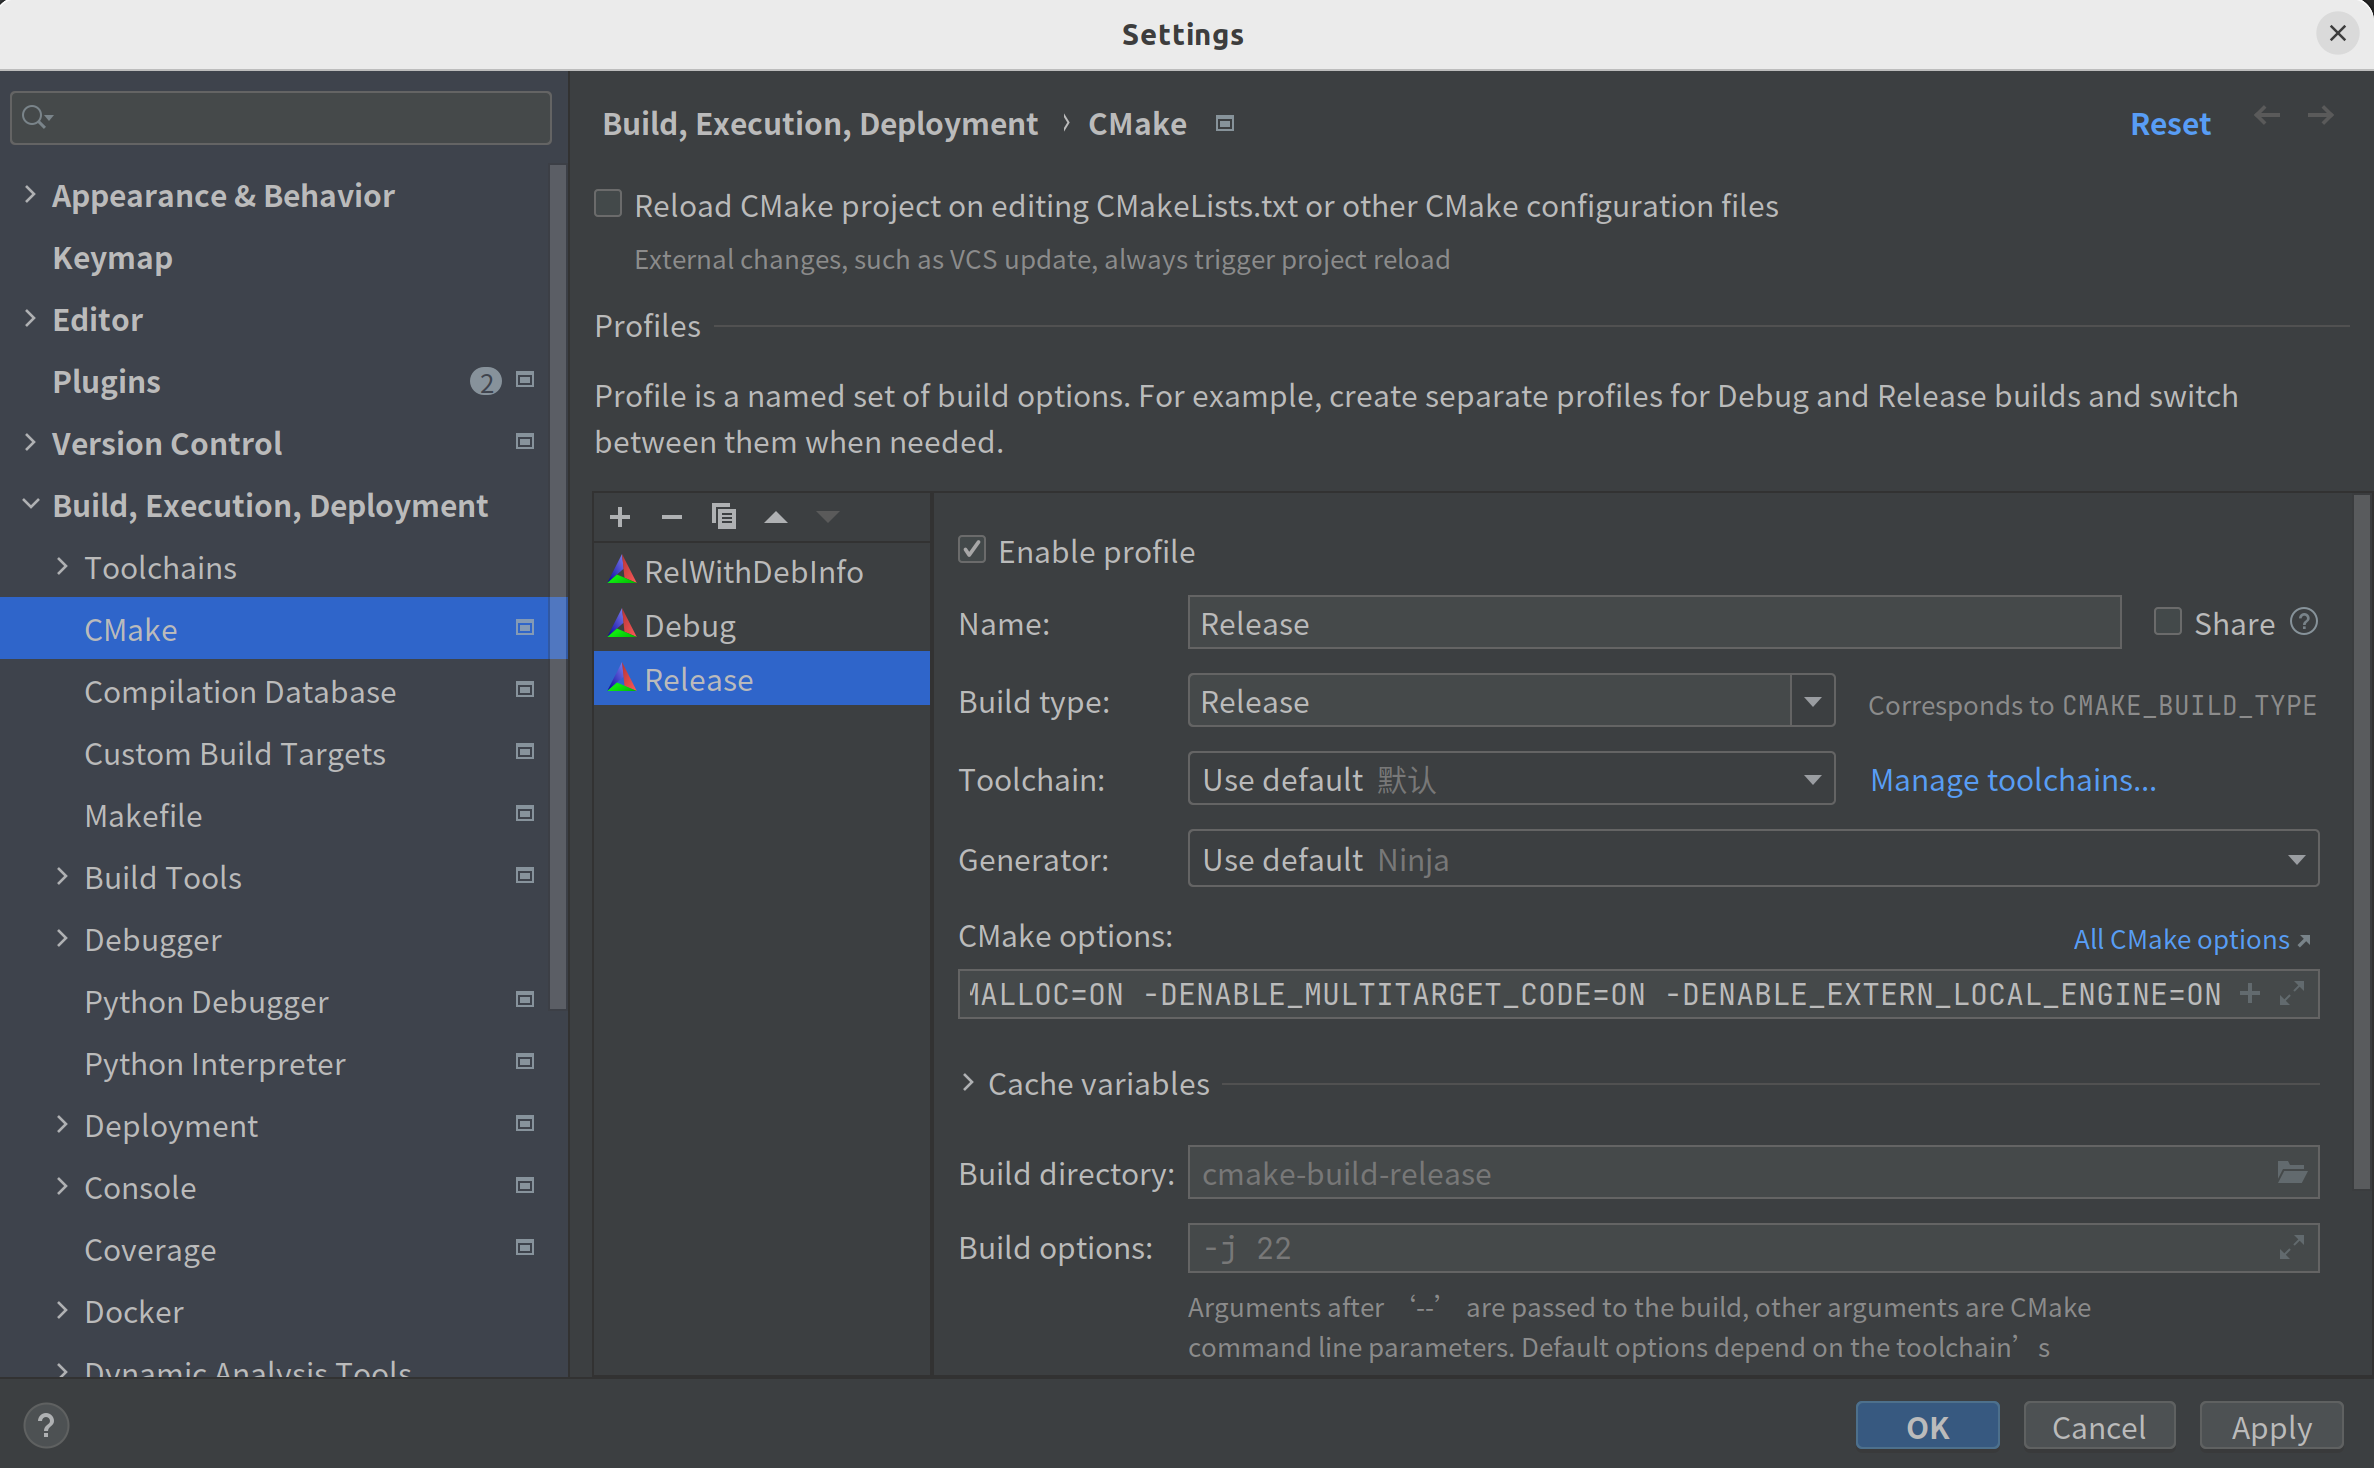 Settings
Appearance & Behavior
Keymap
Editor
Plugins 2
Version Control
Build, Execution, Deployment
Toolchains
CMake
Compilation Database
Custom Build Targets
Makefile
Build Tools
Debugger
Python Debugger
Python Interpreter
Deployment
Console
Coverage
Docker
Dynamic Analysis Tools
Build, Execution, Deployment › CMake
Reset
Reload CMake project on editing CMakeLists.txt or other CMake configuration files
External changes, such as VCS update, always trigger project reload
Profiles
Profile is a named set of build options. For example, create separate profiles for Debug and Release builds and switch
between them when needed.
RelWithDebInfo
Debug
Release
Enable profile
Name: Release Share ?
Build type: Release Corresponds to CMAKE_BUILD_TYPE
Toolchain: Use default 默认 Manage toolchains...
Generator: Use default Ninja
CMake options: All CMake options
MALLOC=ON -DENABLE_MULTITARGET_CODE=ON -DENABLE_EXTERN_LOCAL_ENGINE=ON
Cache variables
Build directory: cmake-build-release
Build options: -j 22
Arguments after ‘--’ are passed to the build, other arguments are CMake
command line parameters. Default options depend on the toolchain’s
? OK Cancel Apply